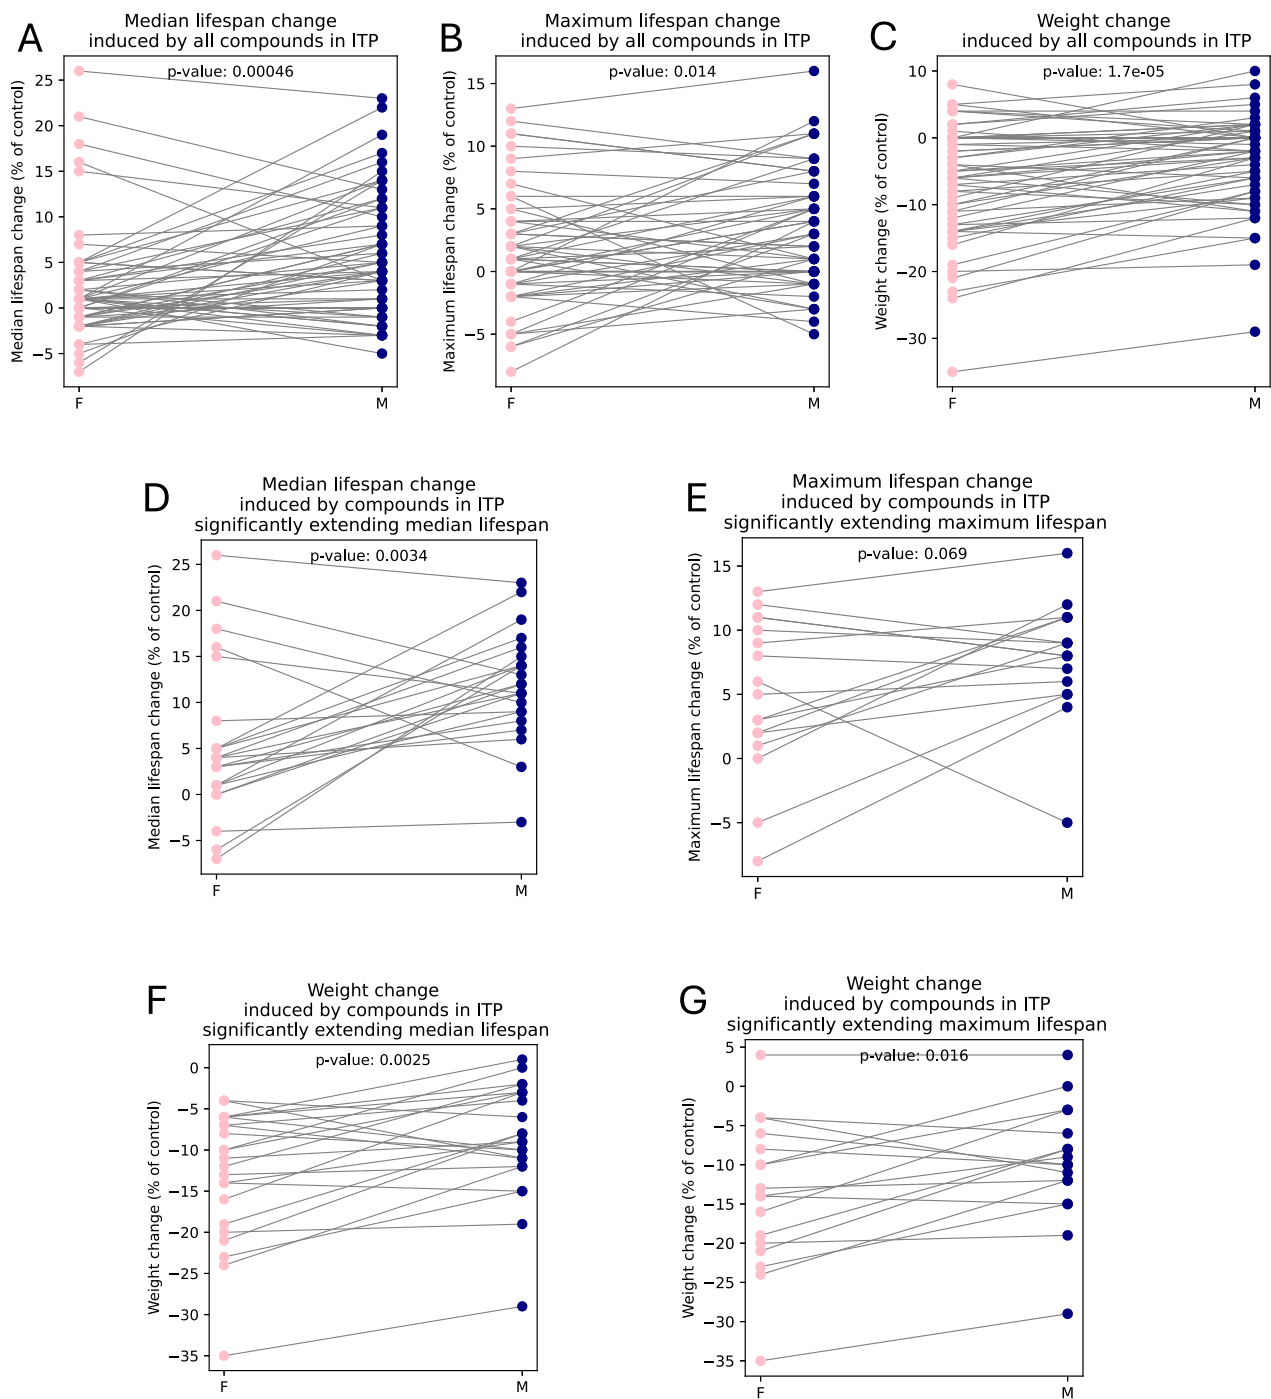 A
Median lifespan change
induced by all compounds in ITP
p-value: 0.00046
Median lifespan change (% of control)
25
20
15
10
5
0
−5
F
M
B
Maximum lifespan change
induced by all compounds in ITP
p-value: 0.014
Maximum lifespan change (% of control)
15
10
5
0
−5
F
M
C
Weight change
induced by all compounds in ITP
p-value: 1.7e-05
Weight change (% of control)
10
0
−10
−20
−30
F
M
D
Median lifespan change
induced by compounds in ITP
significantly extending median lifespan
p-value: 0.0034
Median lifespan change (% of control)
25
20
15
10
5
0
−5
F
M
E
Maximum lifespan change
induced by compounds in ITP
significantly extending maximum lifespan
p-value: 0.069
Maximum lifespan change (% of control)
15
10
5
0
−5
F
M
F
Weight change
induced by compounds in ITP
significantly extending median lifespan
p-value: 0.0025
Weight change (% of control)
0
−5
−10
−15
−20
−25
−30
−35
F
M
G
Weight change
induced by compounds in ITP
significantly extending maximum lifespan
p-value: 0.016
Weight change (% of control)
5
0
−5
−10
−15
−20
−25
−30
−35
F
M